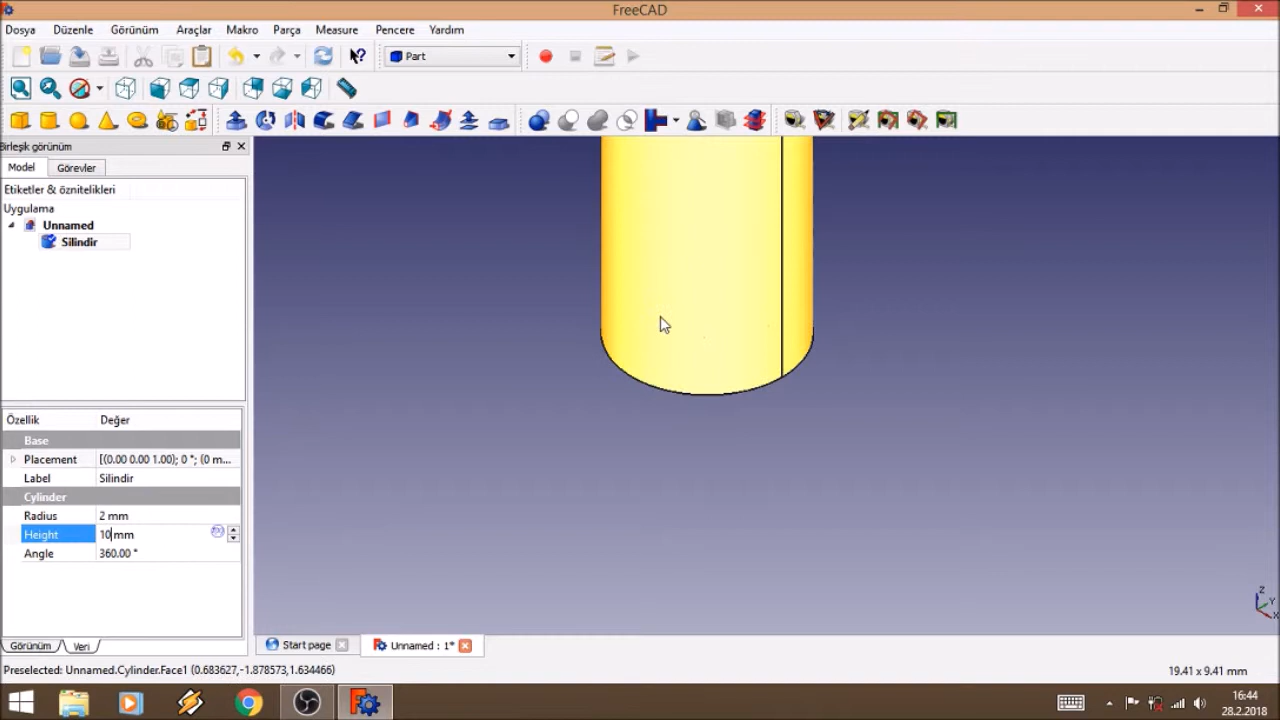 FreeCAD
Dosya Düzenle Görünüm Araçlar Makro Parça Measure Pencere Yardım
Part
Birleşik görünüm
Model Görevler
Etiketler & öznitelikleri
Uygulama
Unnamed
Silindir
Özellik Değer
Base
Placement [(0.00 0.00 1.00); 0 °; (0 m...
Label Silindir
Cylinder
Radius 2 mm
Height 10 mm
Angle 360.00 °
Görünüm Veri
Start page Unnamed : 1*
Z
Y
X
Preselected: Unnamed.Cylinder.Face1 (0.683627,-1.878573,1.634466) 19.41 x 9.41 mm
16:44
28.2.2018